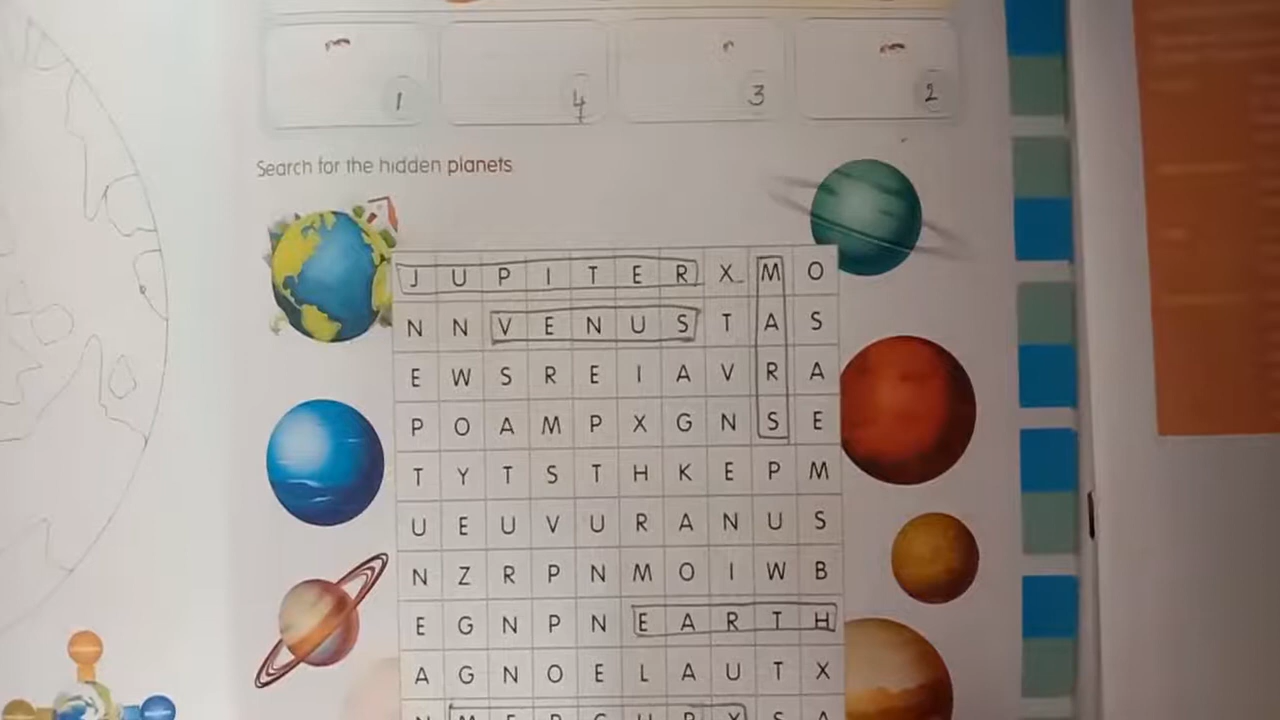 1 4 3 2
Search for the hidden planets
J U P I T E R X M O
N N V E N U S T A S
E W S R E I A V R A
P O A M P X G N S E
T Y T S T H K E P M
U E U V U R A N U S
N Z R P N M O I W B
E G N P N E A R T H
A G N O E L A U T X
N M E R C U R Y S A